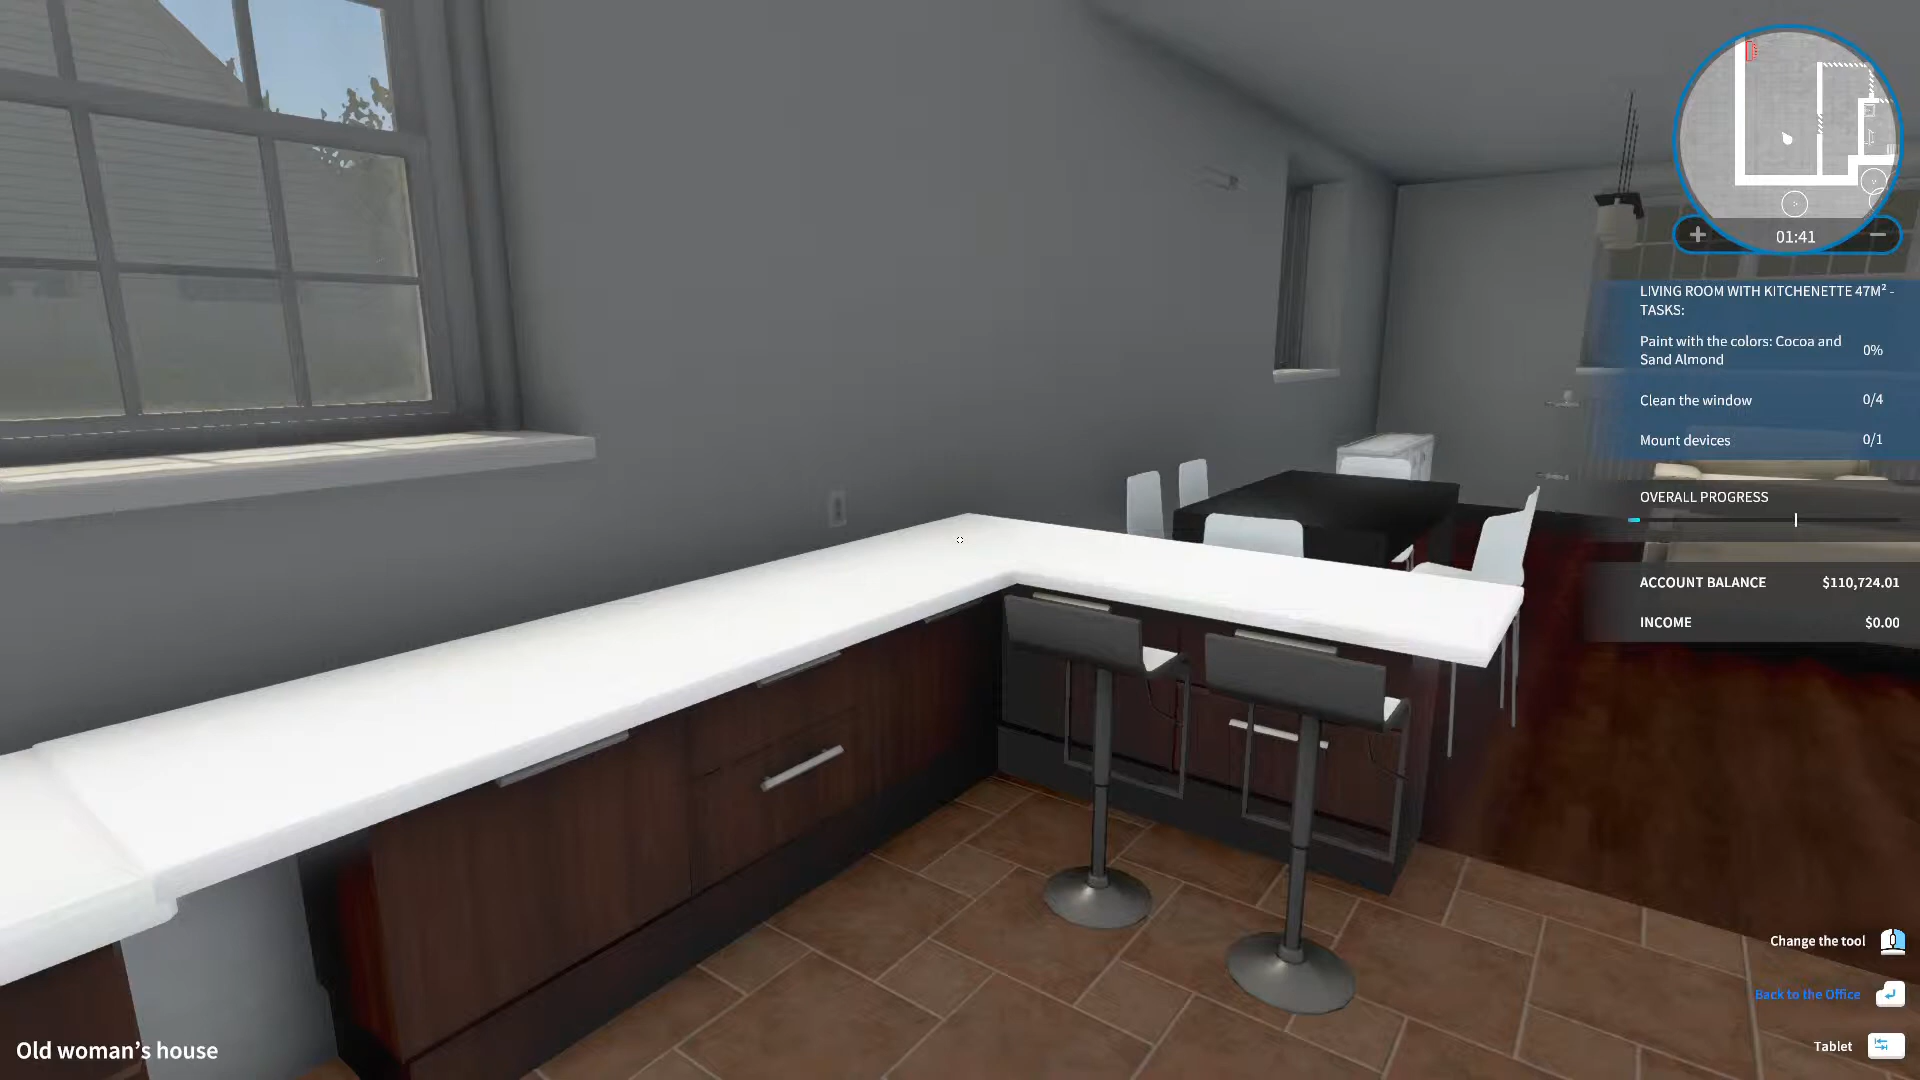 01:41
LIVING ROOM WITH KITCHENETTE 47M² -
TASKS:
Paint with the colors: Cocoa and
Sand Almond 0%
Clean the window 0/4
Mount devices 0/1
OVERALL PROGRESS
ACCOUNT BALANCE $110,724.01
INCOME $0.00
Change the tool
Back to the Office
Tablet
Old woman's house